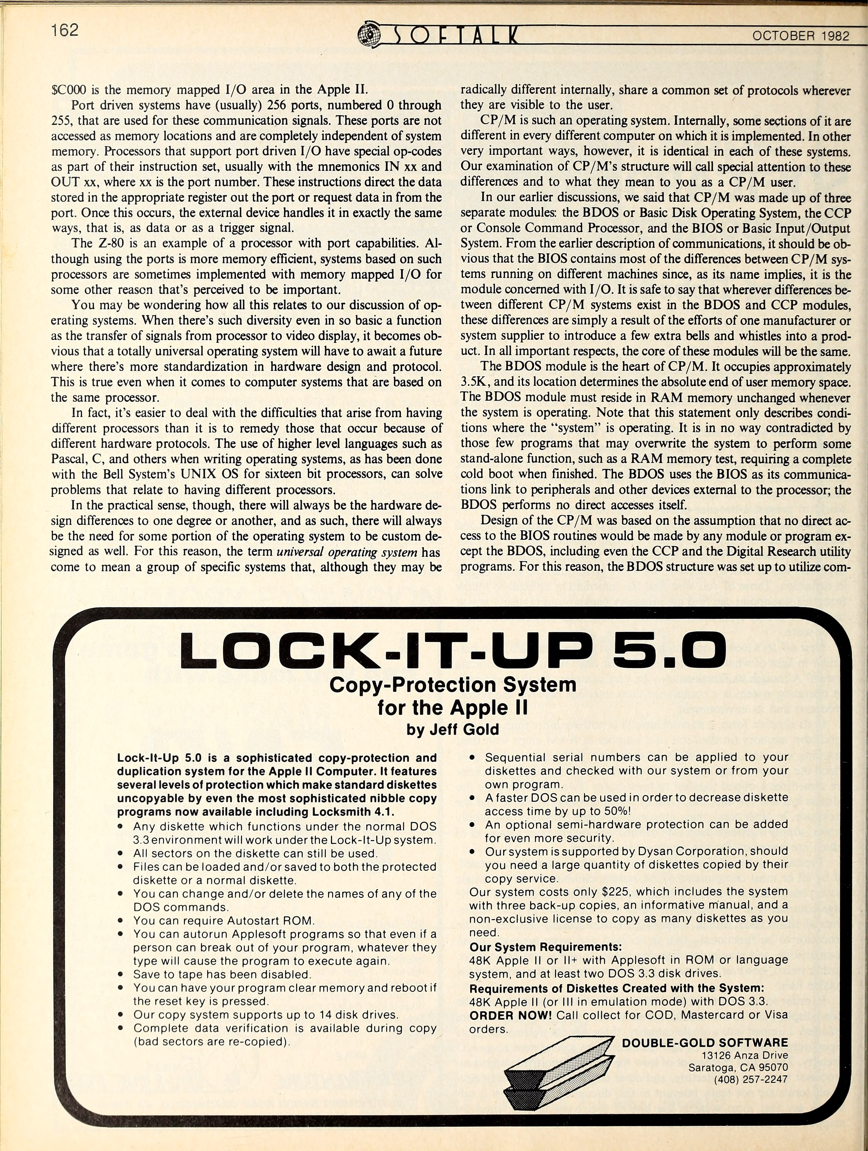 162
SOFTALK
OCTOBER 1982
$C000 is the memory mapped I/O area in the Apple II.
Port driven systems have (usually) 256 ports, numbered 0 through
255, that are used for these communication signals. These ports are not
accessed as memory locations and are completely independent of system
memory. Processors that support port driven I/O have special op-codes
as part of their instruction set, usually with the mnemonics IN xx and
OUT xx, where xx is the port number. These instructions direct the data
stored in the appropriate register out the port or request data in from the
port. Once this occurs, the external device handles it in exactly the same
ways, that is, as data or as a trigger signal.
The Z-80 is an example of a processor with port capabilities. Al-
though using the ports is more memory efficient, systems based on such
processors are sometimes implemented with memory mapped I/O for
some other reason that's perceived to be important.
You may be wondering how all this relates to our discussion of op-
erating systems. When there's such diversity even in so basic a function
as the transfer of signals from processor to video display, it becomes ob-
vious that a totally universal operating system will have to await a future
where there's more standardization in hardware design and protocol.
This is true even when it comes to computer systems that are based on
the same processor.
In fact, it's easier to deal with the difficulties that arise from having
different processors than it is to remedy those that occur because of
different hardware protocols. The use of higher level languages such as
Pascal, C, and others when writing operating systems, as has been done
with the Bell System's UNIX OS for sixteen bit processors, can solve
problems that relate to having different processors.
In the practical sense, though, there will always be the hardware de-
sign differences to one degree or another, and as such, there will always
be the need for some portion of the operating system to be custom de-
signed as well. For this reason, the term universal operating system has
come to mean a group of specific systems that, although they may be
radically different internally, share a common set of protocols wherever
they are visible to the user.
CP/M is such an operating system. Internally, some sections of it are
different in every different computer on which it is implemented. In other
very important ways, however, it is identical in each of these systems.
Our examination of CP/M's structure will call special attention to these
differences and to what they mean to you as a CP/M user.
In our earlier discussions, we said that CP/M was made up of three
separate modules: the BDOS or Basic Disk Operating System, the CCP
or Console Command Processor, and the BIOS or Basic Input/Output
System. From the earlier description of communications, it should be ob-
vious that the BIOS contains most of the differences between CP/M sys-
tems running on different machines since, as its name implies, it is the
module concerned with I/O. It is safe to say that wherever differences be-
tween different CP/M systems exist in the BDOS and CCP modules,
these differences are simply a result of the efforts of one manufacturer or
system supplier to introduce a few extra bells and whistles into a prod-
uct. In all important respects, the core of these modules will be the same.
The BDOS module is the heart of CP/M. It occupies approximately
3.5K, and its location determines the absolute end of user memory space.
The BDOS module must reside in RAM memory unchanged whenever
the system is operating. Note that this statement only describes condi-
tions where the "system" is operating. It is in no way contradicted by
those few programs that may overwrite the system to perform some
stand-alone function, such as a RAM memory test, requiring a complete
cold boot when finished. The BDOS uses the BIOS as its communica-
tions link to peripherals and other devices external to the processor; the
BDOS performs no direct accesses itself.
Design of the CP/M was based on the assumption that no direct ac-
cess to the BIOS routines would be made by any module or program ex-
cept the BDOS, including even the CCP and the Digital Research utility
programs. For this reason, the BDOS structure was set up to utilize com-
LOCK-IT-UP 5.0
Copy-Protection System
for the Apple II
by Jeff Gold
Lock-It-Up 5.0 is a sophisticated copy-protection and
duplication system for the Apple II Computer. It features
several levels of protection which make standard diskettes
uncopyable by even the most sophisticated nibble copy
programs now available including Locksmith 4.1.
• Any diskette which functions under the normal DOS
3.3 environment will work under the Lock-It-Up system.
• All sectors on the diskette can still be used.
• Files can be loaded and/or saved to both the protected
diskette or a normal diskette.
• You can change and/or delete the names of any of the
DOS commands.
• You can require Autostart ROM.
• You can autorun Applesoft programs so that even if a
person can break out of your program, whatever they
type will cause the program to execute again.
• Save to tape has been disabled.
• You can have your program clear memory and reboot if
the reset key is pressed.
• Our copy system supports up to 14 disk drives.
• Complete data verification is available during copy
(bad sectors are re-copied).
• Sequential serial numbers can be applied to your
diskettes and checked with our system or from your
own program.
• A faster DOS can be used in order to decrease diskette
access time by up to 50%!
• An optional semi-hardware protection can be added
for even more security.
• Our system is supported by Dysan Corporation, should
you need a large quantity of diskettes copied by their
copy service.
Our system costs only $225, which includes the system
with three back-up copies, an informative manual, and a
non-exclusive license to copy as many diskettes as you
need.
Our System Requirements:
48K Apple II or II+ with Applesoft in ROM or language
system, and at least two DOS 3.3 disk drives.
Requirements of Diskettes Created with the System:
48K Apple II (or III in emulation mode) with DOS 3.3.
ORDER NOW! Call collect for COD, Mastercard or Visa
orders.
DOUBLE-GOLD SOFTWARE
13126 Anza Drive
Saratoga, CA 95070
(408) 257-2247